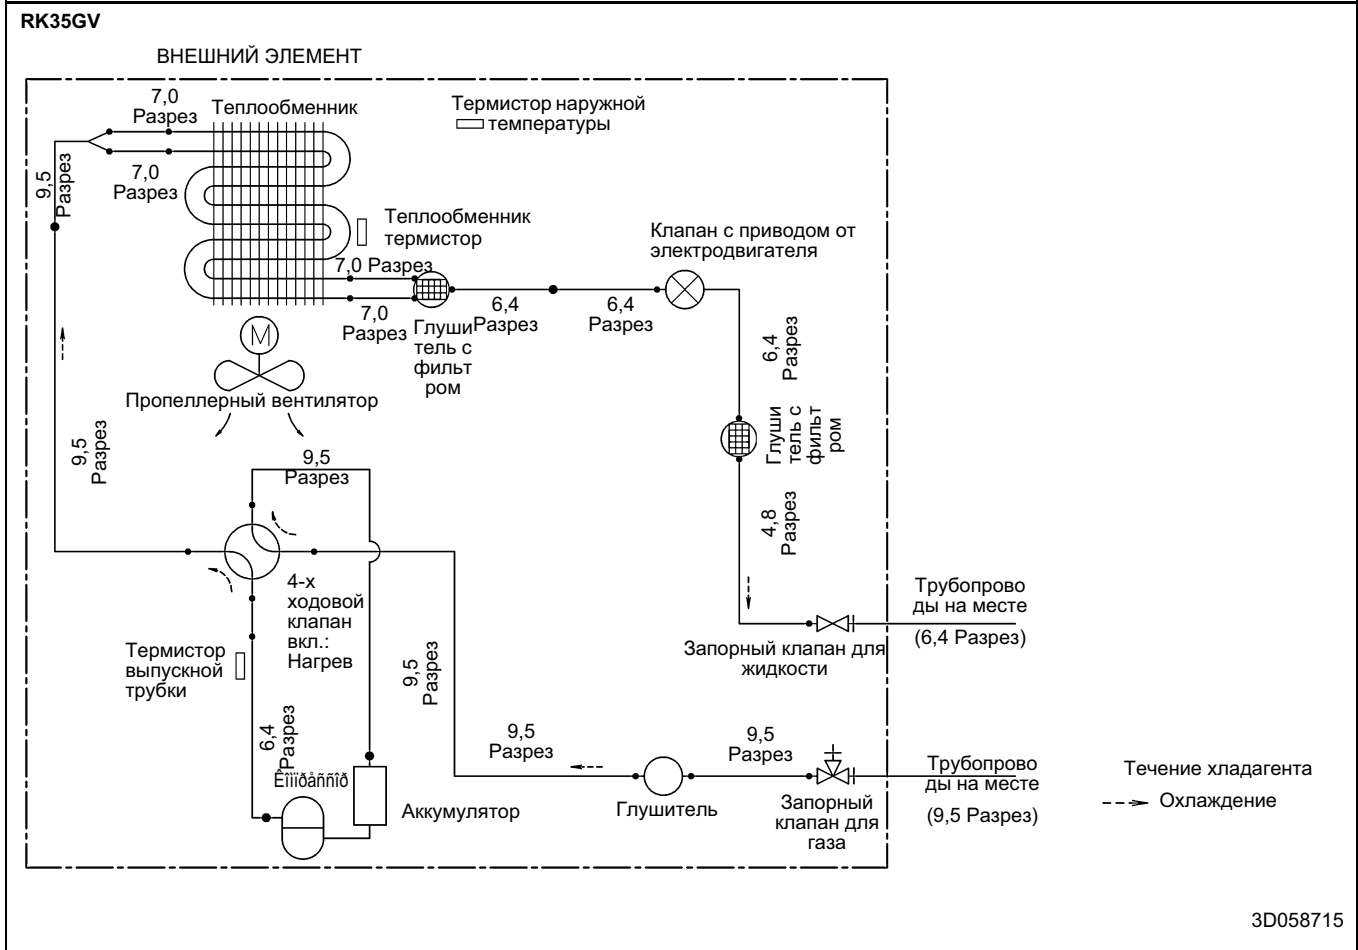 RK35GV
ВНЕШНИЙ ЭЛЕМЕНТ
7,0
Разрез
Теплообменник
Термистор наружной
температуры
9,5
Разрез
7,0
Разрез
Теплообменник
термистор
Клапан с приводом от
электродвигателя
7,0 Разрез
7,0
Разрез
6,4
Разрез
6,4
Разрез
Глуши
тель с
фильт
ром
6,4
Разрез
M
Пропеллерный вентилятор
Глуши
тель с
фильт
ром
9,5
Разрез
9,5
Разрез
4,8
Разрез
4-х
ходовой
клапан
вкл.:
Нагрев
Трубопрово
ды на месте
(6,4 Разрез)
Запорный клапан для
жидкости
Термистор
выпускной
трубки
9,5
Разрез
6,4
Разрез
Êîìïðåññîð
Аккумулятор
9,5
Разрез
9,5
Разрез
Глушитель
Запорный
клапан для
газа
Трубопрово
ды на месте
(9,5 Разрез)
Течение хладагента
Охлаждение
3D058715